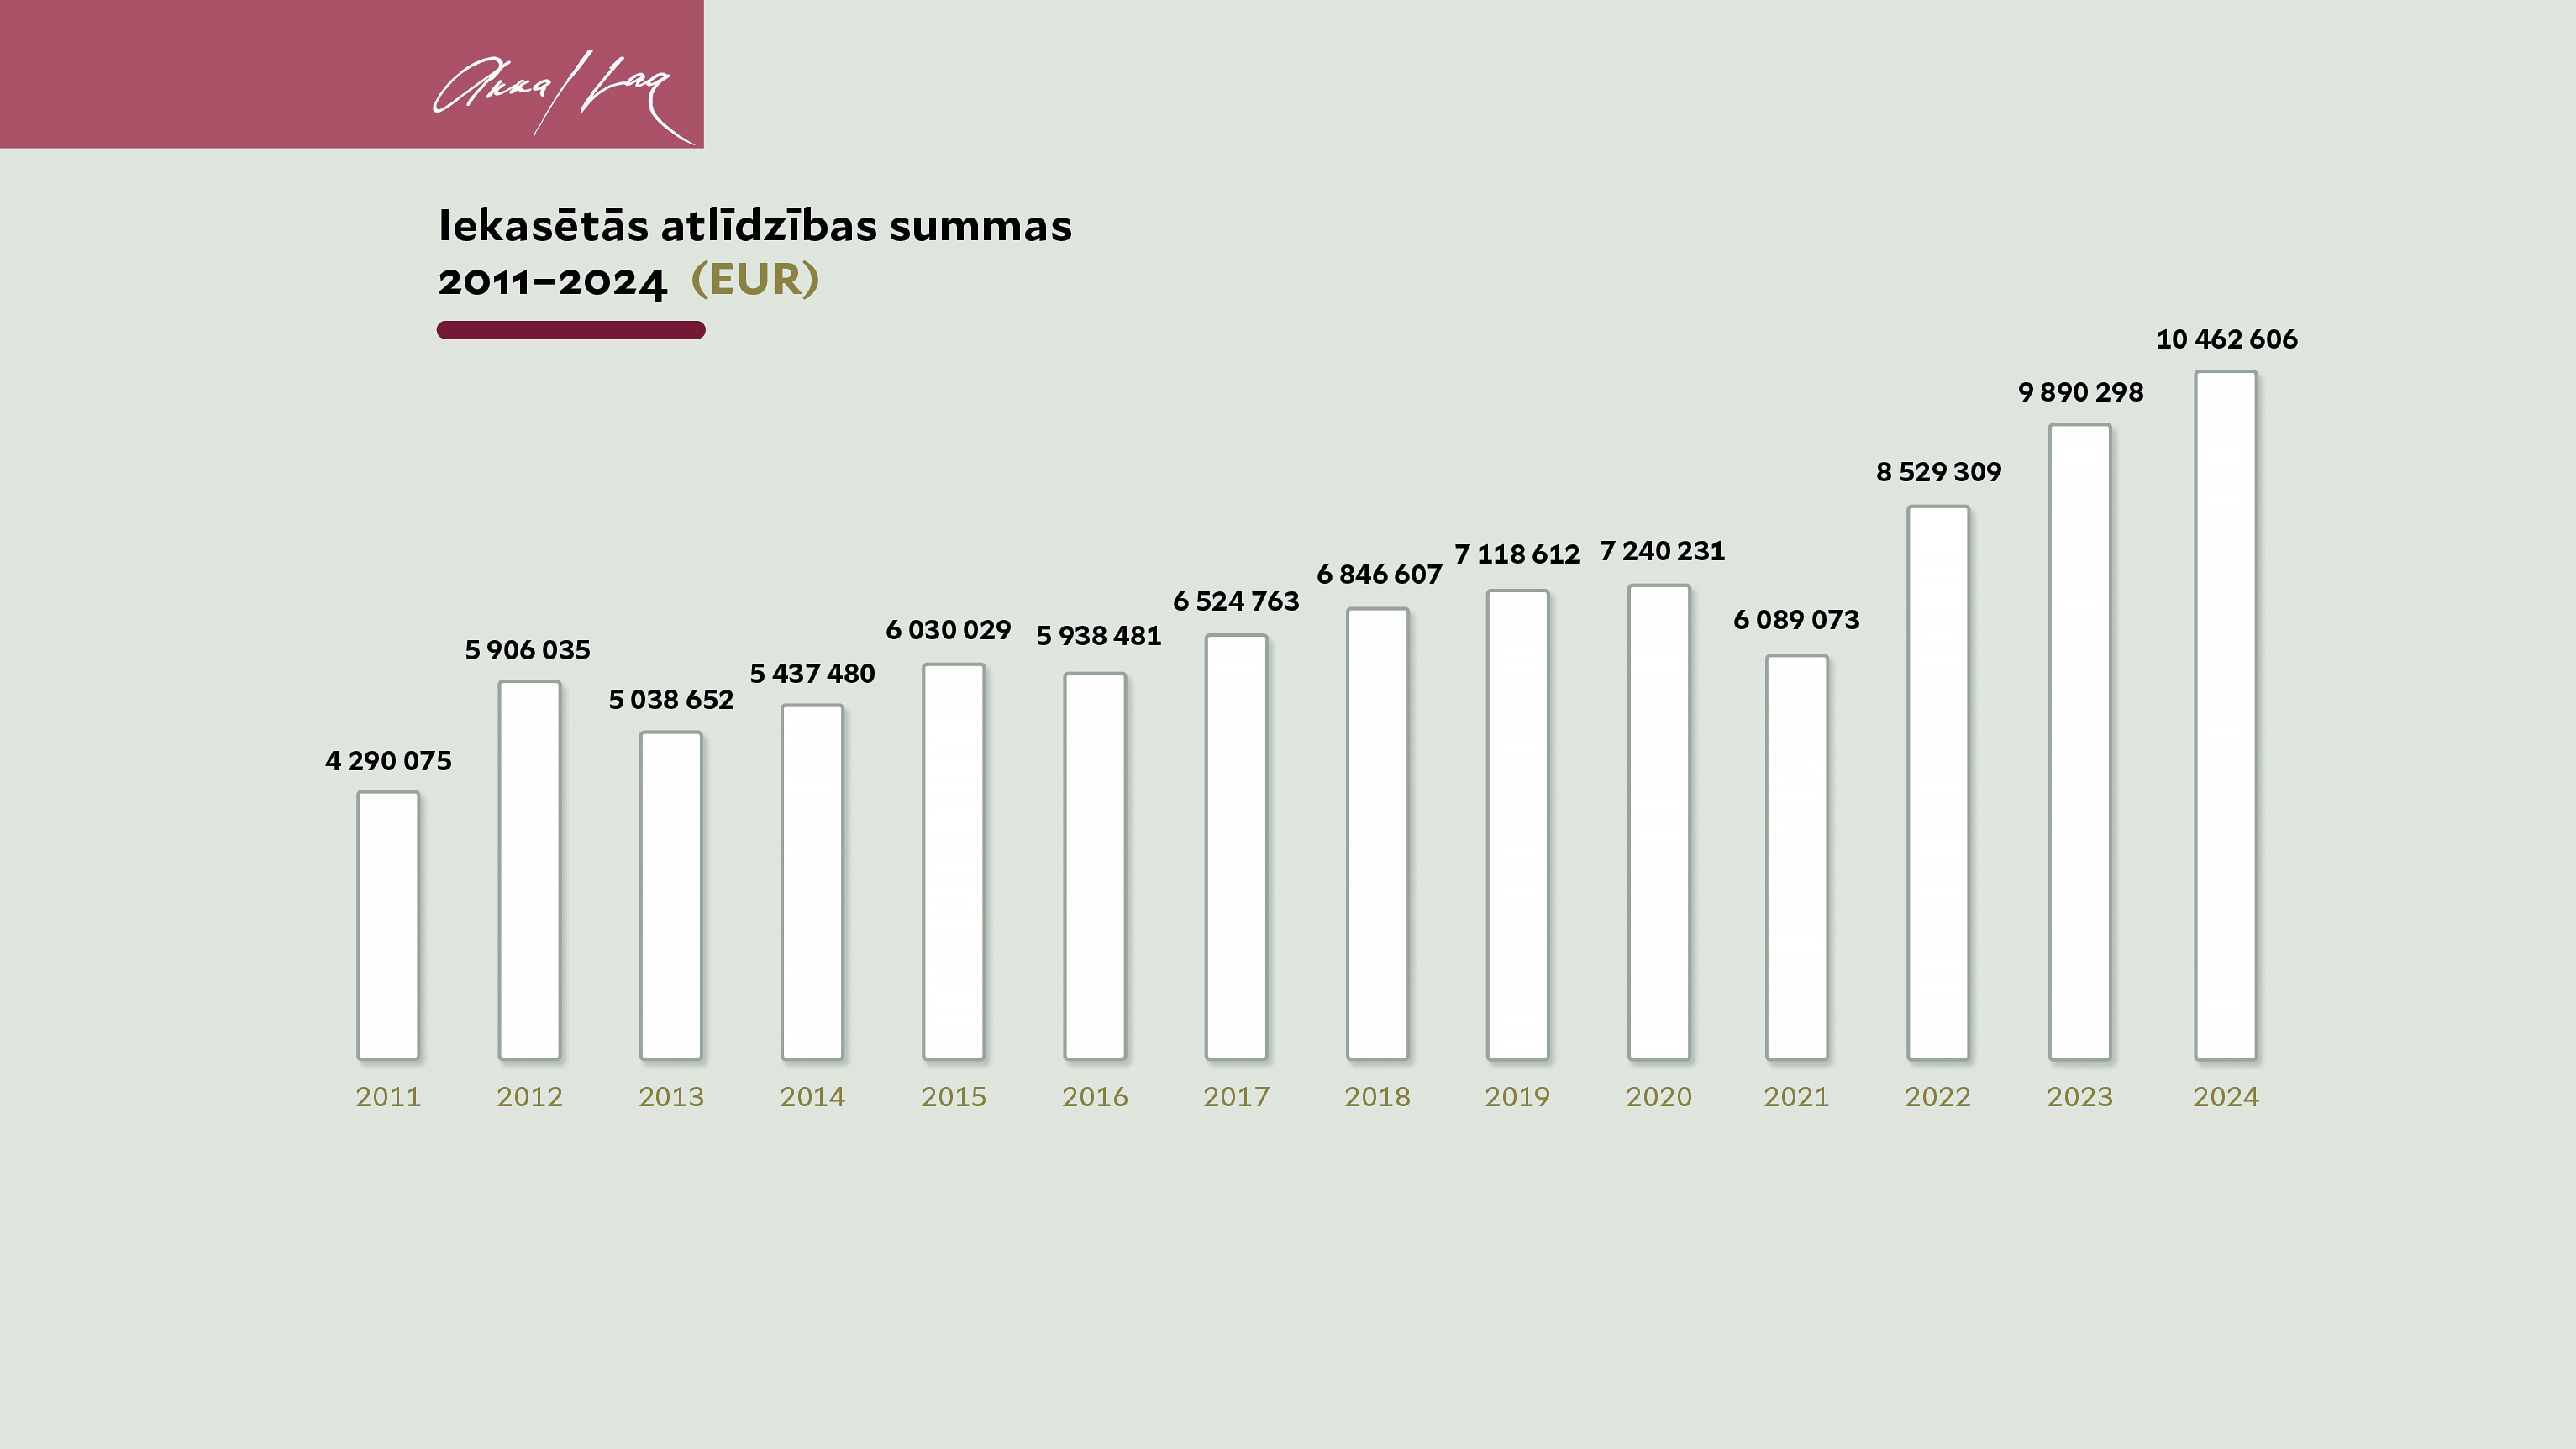 Akka/Laa
Iekasētās atlīdzības summas
2011–2024 (EUR)
10 462 606
9 890 298
8 529 309
7 118 612
7 240 231
6 846 607
6 524 763
6 089 073
6 030 029
5 938 481
5 906 035
5 437 480
5 038 652
4 290 075
2011 2012 2013 2014 2015 2016 2017 2018 2019 2020 2021 2022 2023 2024